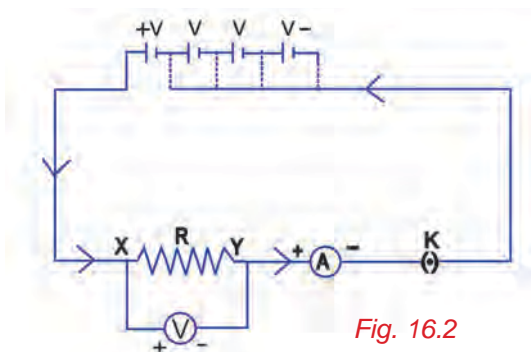 +V V V V-
X R Y + A - K
+ V -
Fig. 16.2